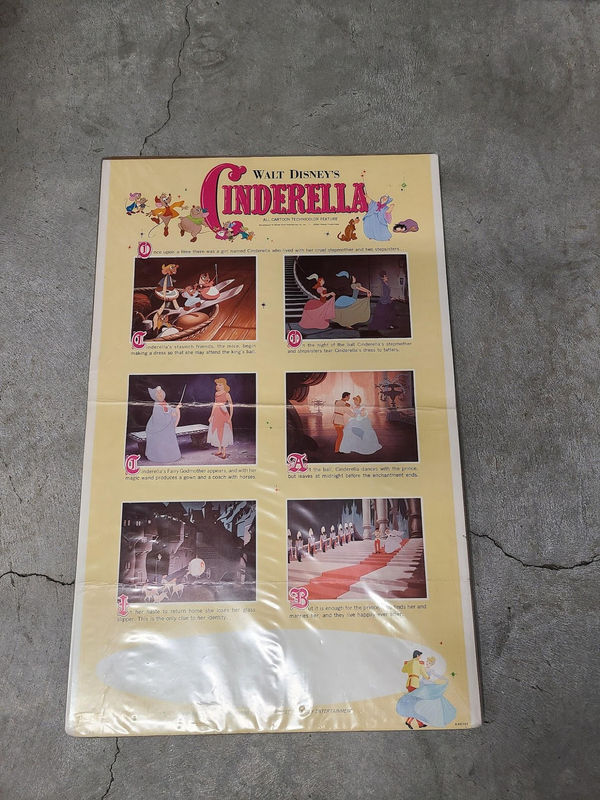 WALT DISNEY'S
CINDERELLA
ALL CARTOON TECHNICOLOR FEATURE
Once upon a time there was a girl named Cinderella who lived with her cruel stepmother and two stepsisters.
Cinderella's staunch friends, the mice, begin
making a dress so that she may attend the king's ball.
On the night of the ball Cinderella's stepmother
and stepsisters tear Cinderella's dress to tatters.
Cinderella's Fairy Godmother appears, and with her
magic wand produces a gown and a coach with horses.
At the ball, Cinderella dances with the prince,
but leaves at midnight before the enchantment ends.
In her haste to return home she loses her glass
slipper. This is the only clue to her identity.
But it is enough for the prince finds her and
marries her, and they live happily ever after.
ENTERTAINMENT